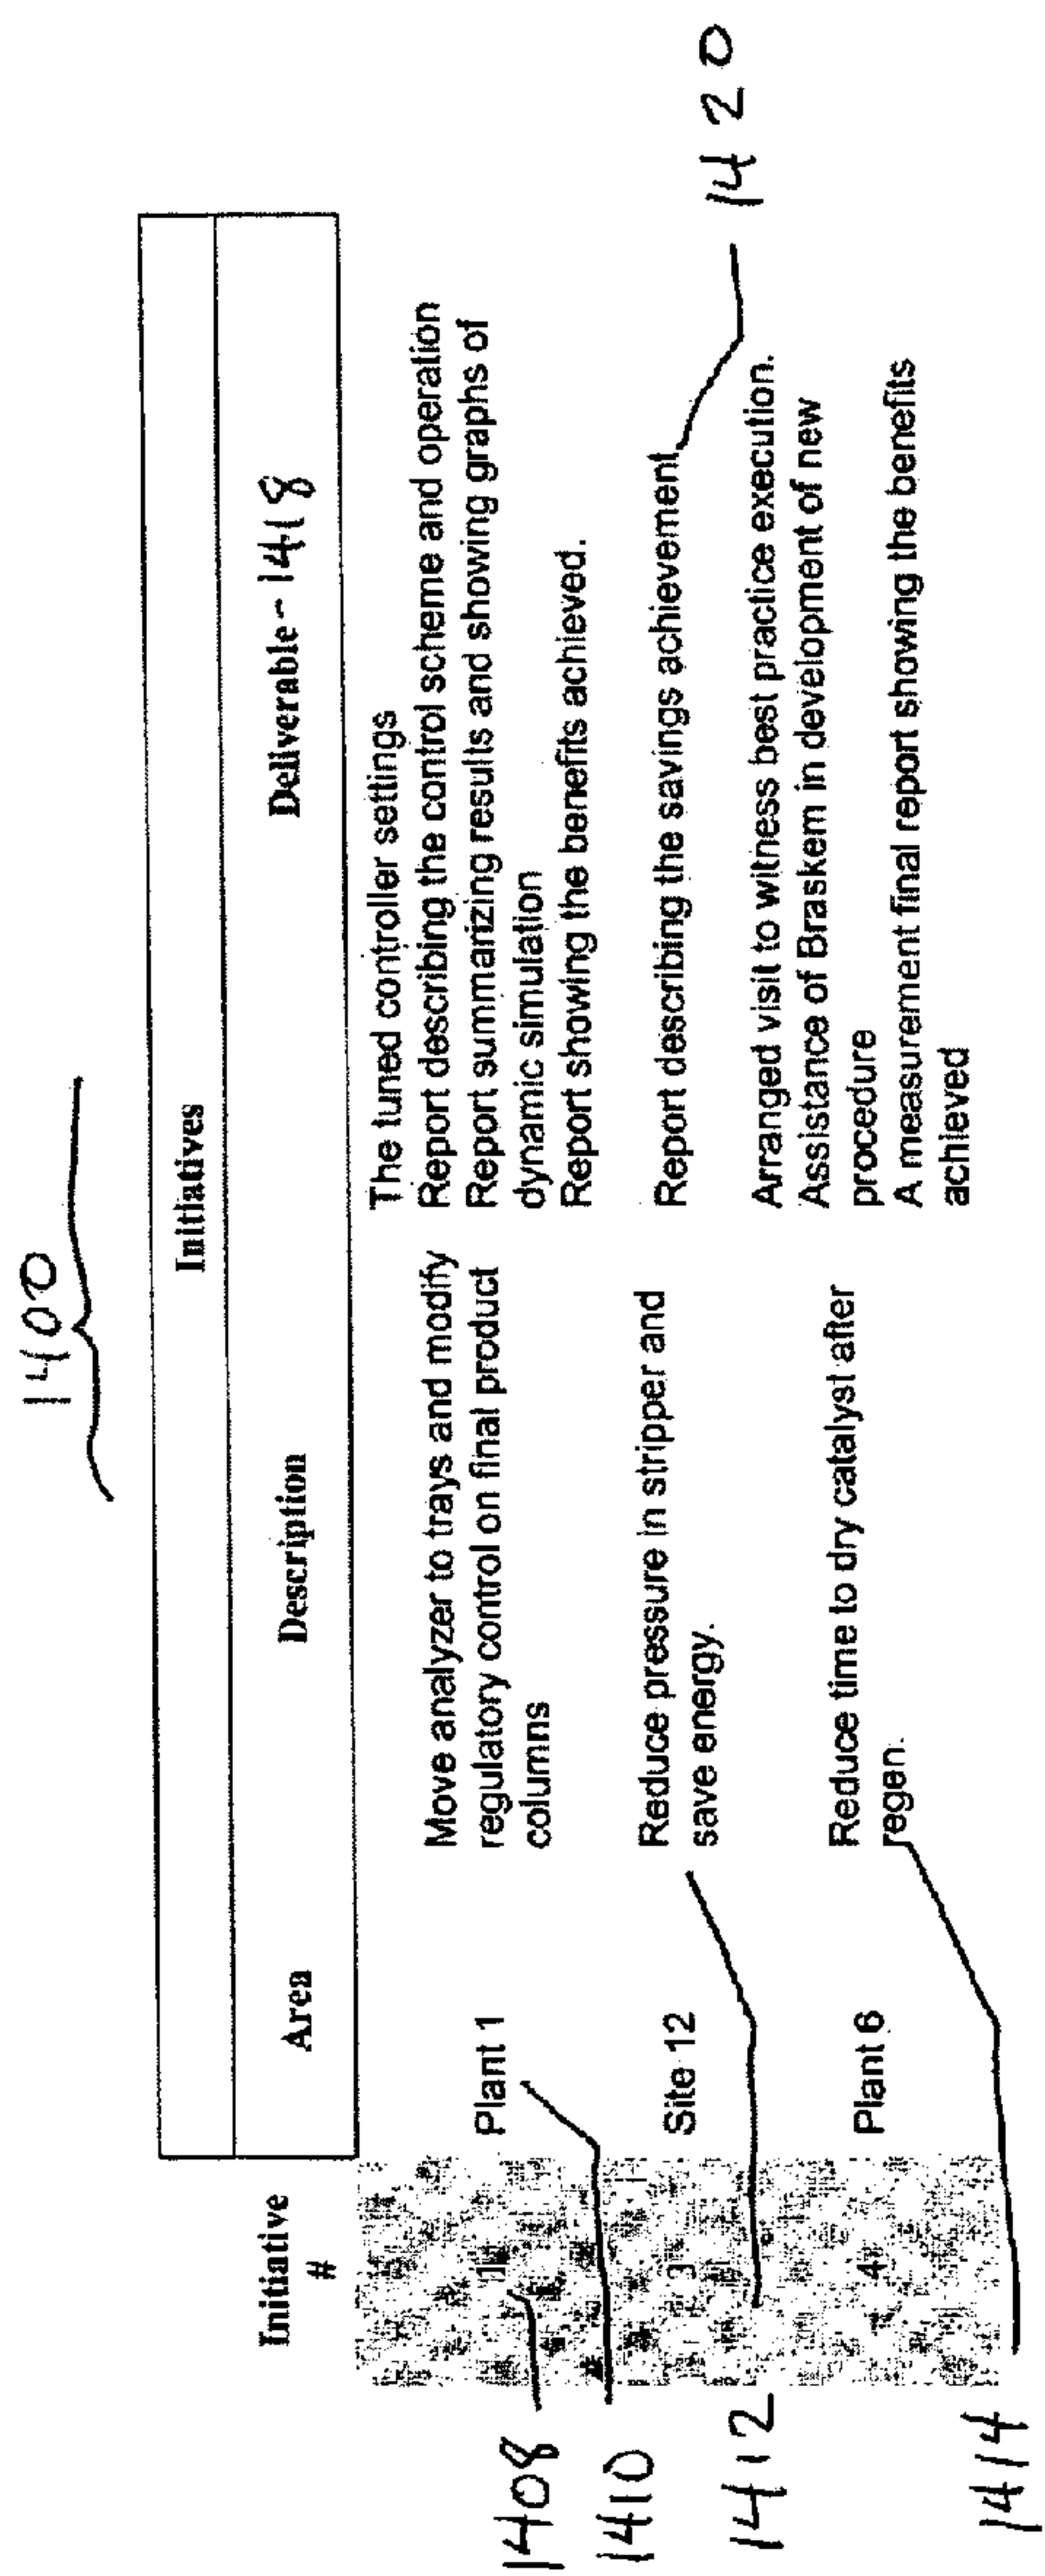 1400
Initiatives
Initiative
#
Area
Description
Deliverable - 1418
1408
1
Plant 1
Move analyzer to trays and modify
regulatory control on final product
columns
The tuned controller settings
Report describing the control scheme and operation
Report summarizing results and showing graphs of
dynamic simulation
Report showing the benefits achieved.
1410
3
Site 12
Reduce pressure in stripper and
save energy.
Report describing the savings achievement
1420
1412
4
Plant 6
Reduce time to dry catalyst after
regen.
Arranged visit to witness best practice execution.
Assistance of Braskem in development of new
procedure
A measurement final report showing the benefits
achieved
1414